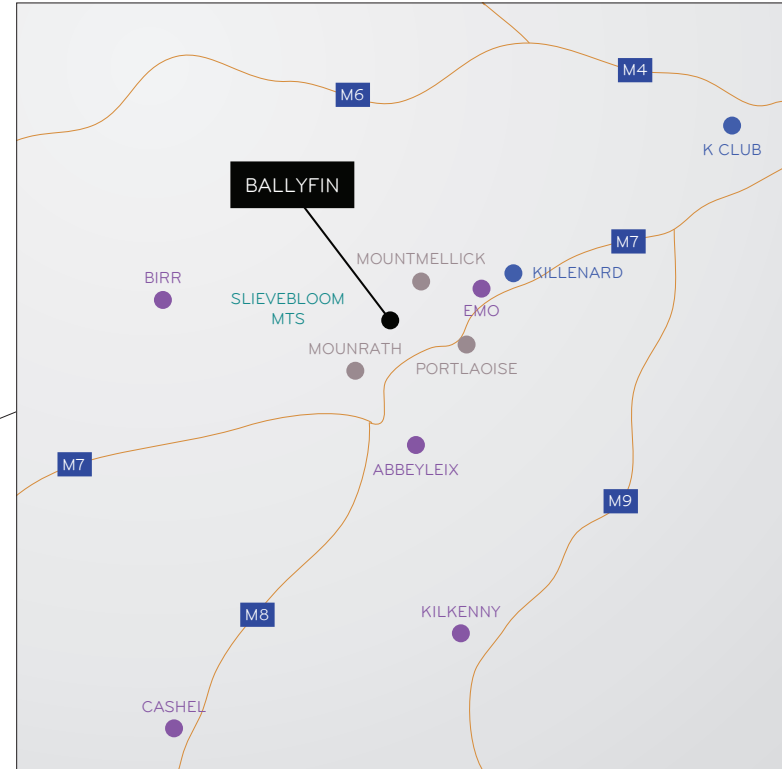 M4
M6
K CLUB
BALLYFIN
M7
MOUNTMELLICK
KILLENARD
BIRR
SLIEVEBLOOM
MTS
EMO
MOUNRATH
PORTLAOISE
M7
ABBEYLEIX
M9
M8
KILKENNY
CASHEL